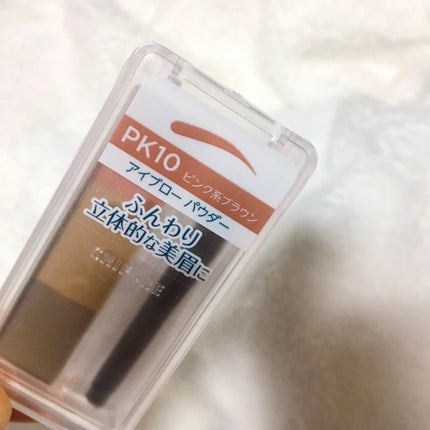 PK10
ピンク系ブラウン
アイブロー パウダー
ふんわり
立体的な美眉に